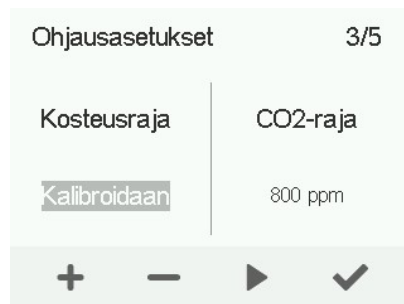 Ohjausasetukset 3/5
Kosteusraja CO2-raja
Kalibroidaan 800 ppm